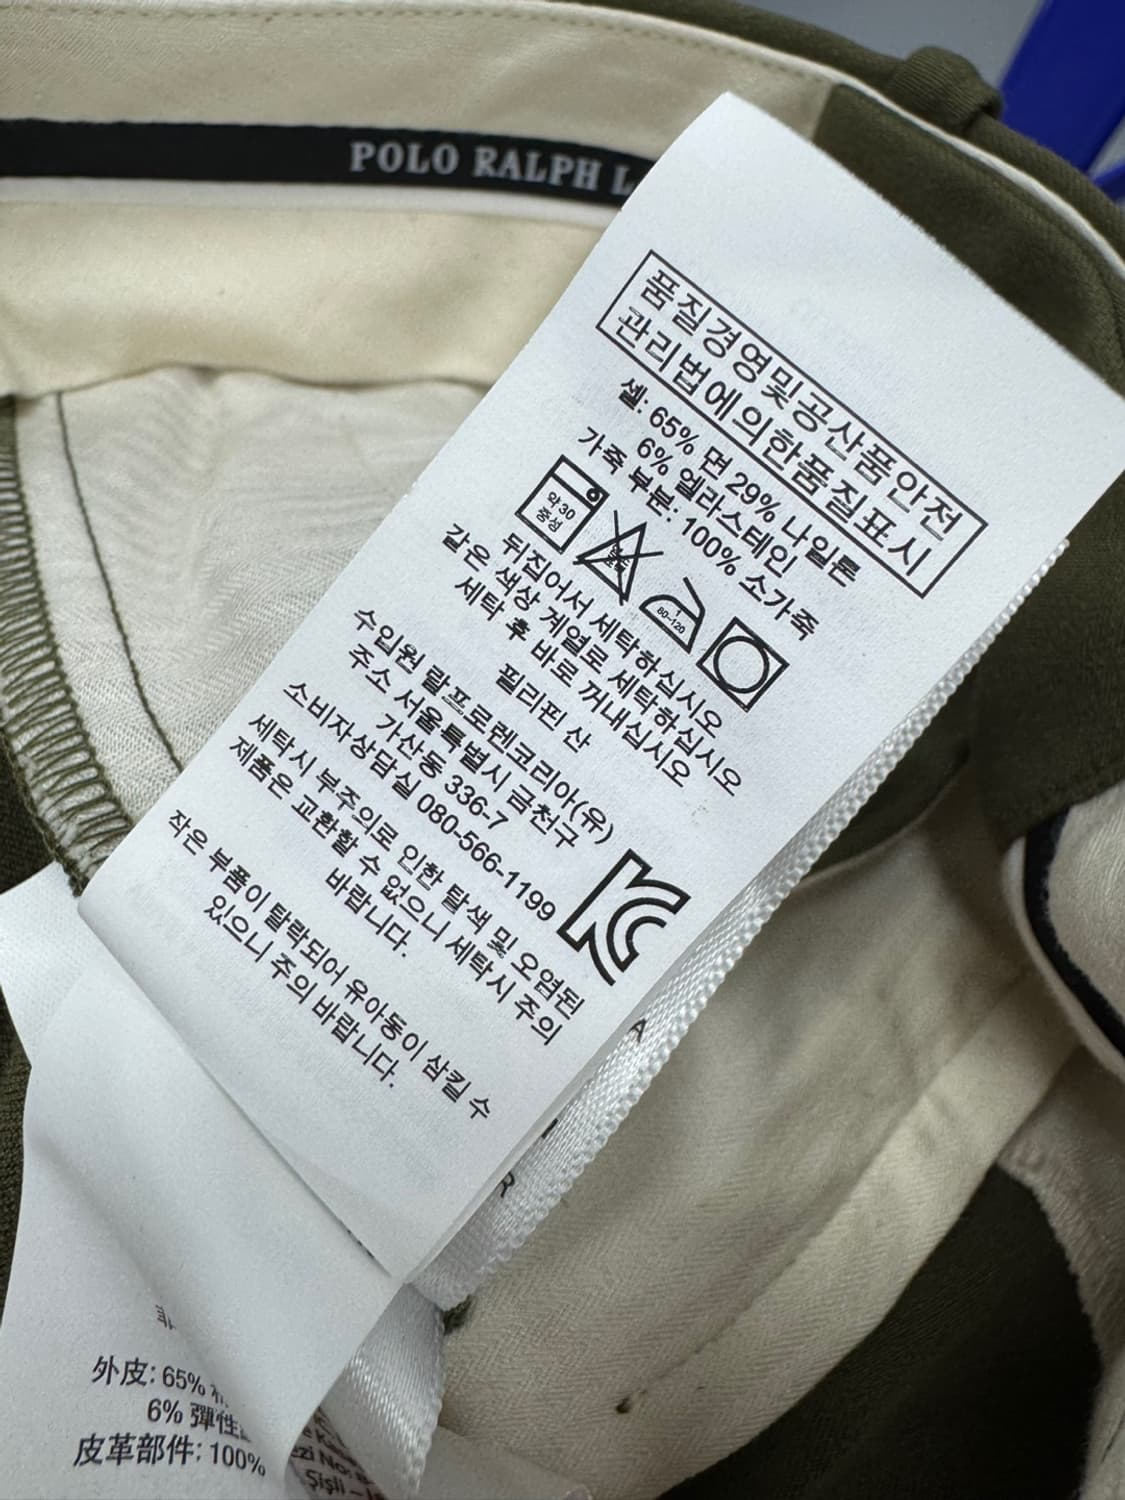 POLO RALPH L
품질경영및공산품안전
관리법에의한품질표시
셸: 65% 면 29% 나일론
6% 엘라스테인
가죽 부분: 100% 소가죽
약 30
중성
80-120
뒤집어서 세탁하십시오
같은 색상 계열로 세탁하십시오
세탁 후 바로 꺼내십시오
필리핀 산
수입원 랄프로렌코리아(유)
주소 서울특별시 금천구
가산동 336-7
소비자상담실 080-566-1199
세탁시 부주의로 인한 탈색 및 오염된
제품은 교환할 수 없으니 세탁시 주의
바랍니다.
작은 부품이 탈락되어 유아동이 삼킬 수
있으니 주의 바랍니다.
A
R
外皮: 65%
6% 彈性
皮革部件: 100%
No:
Şişli –